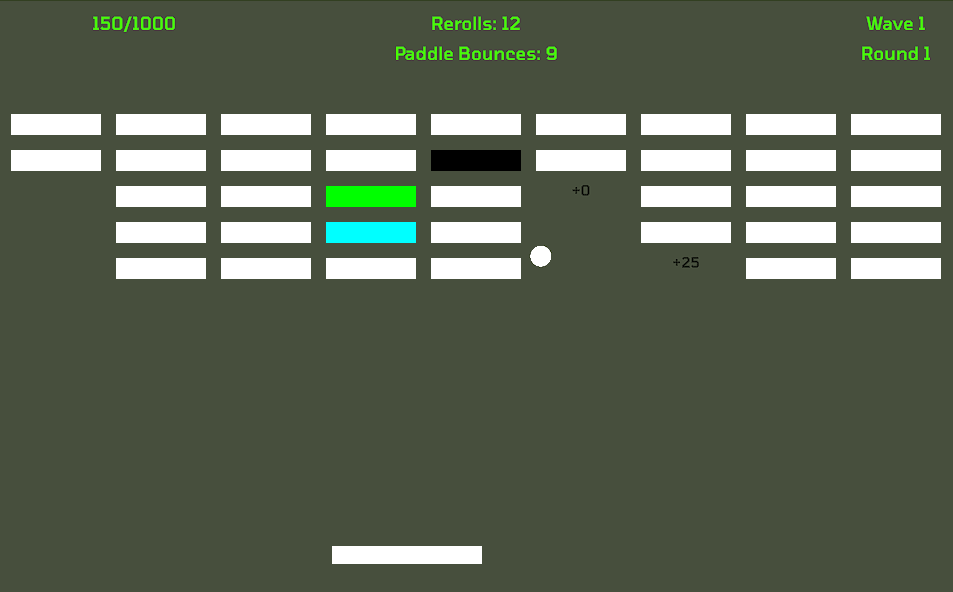 150/1000
Rerolls: 12
Wave 1
Paddle Bounces: 9
Round 1
+0
+25